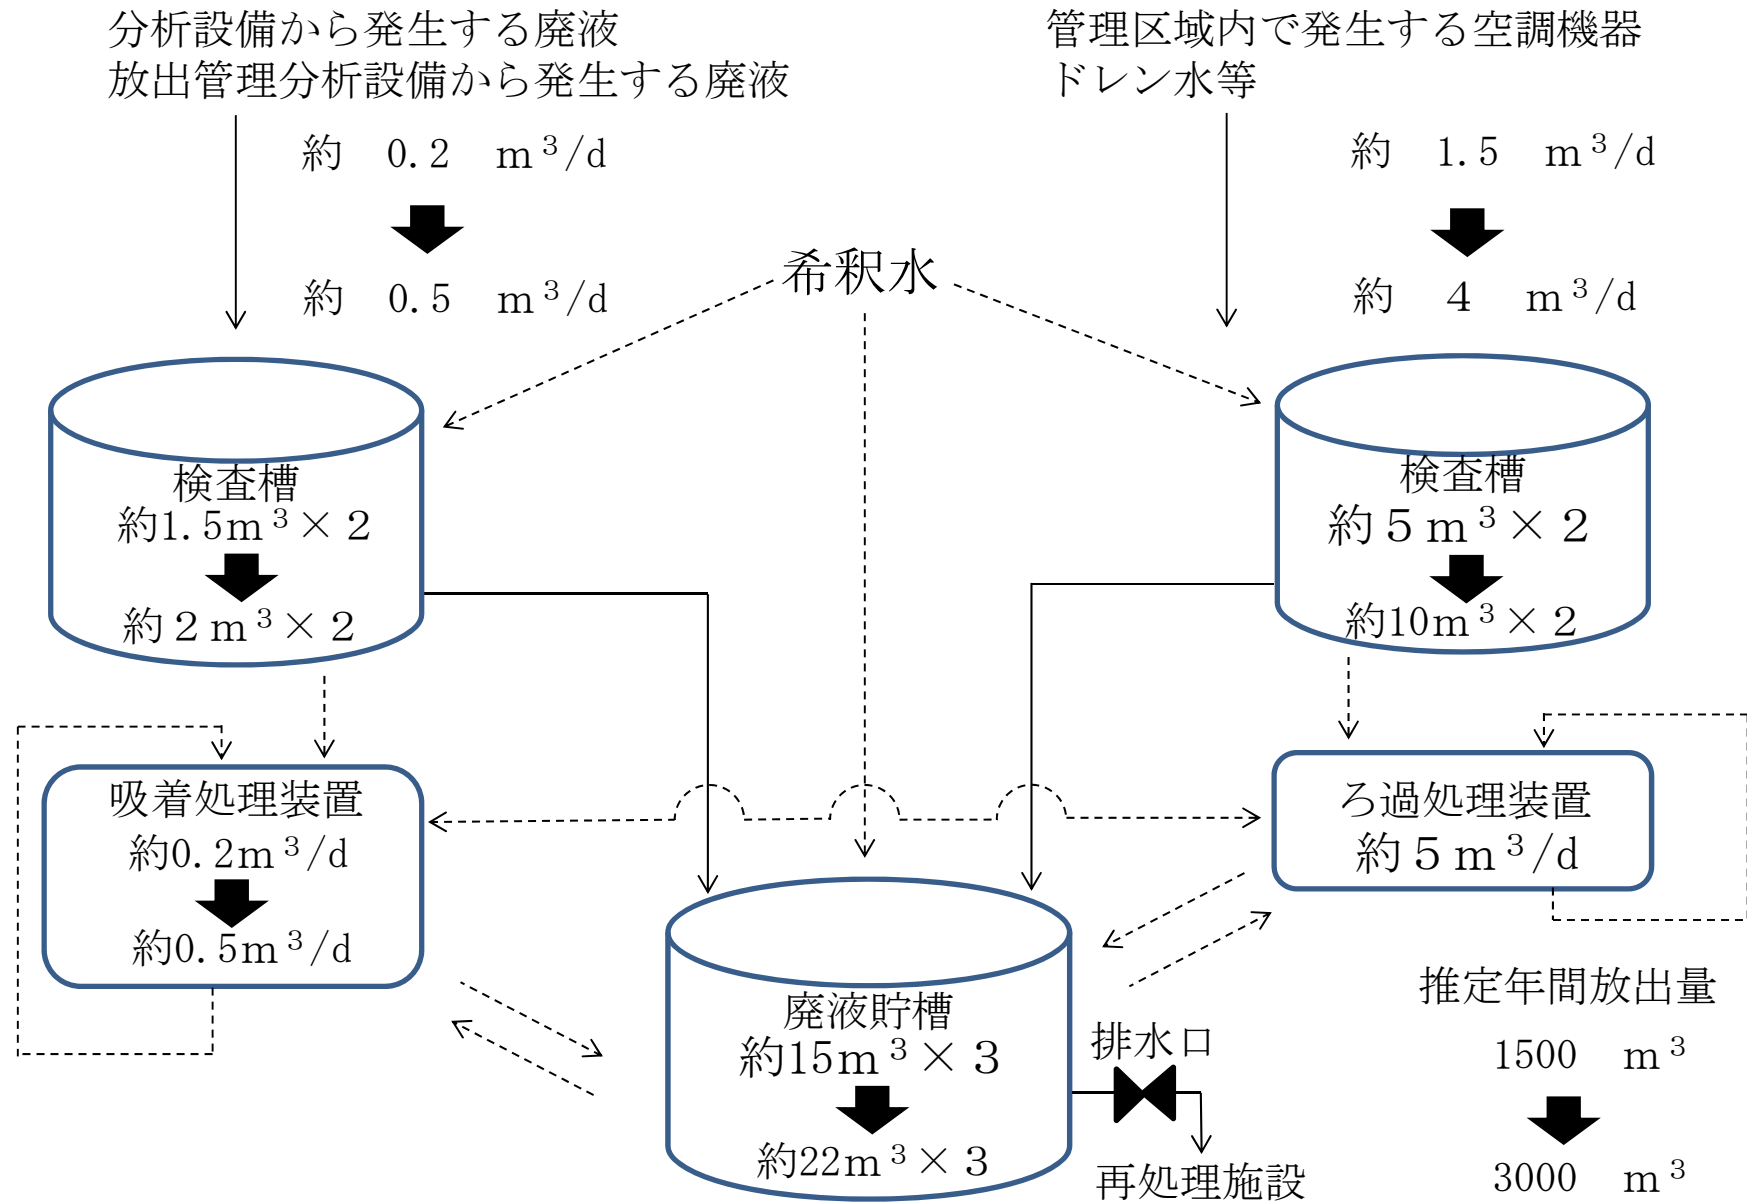 分析設備から発生する廃液
放出管理分析設備から発生する廃液
約　0.2　m³/d
約　0.5　m³/d
管理区域内で発生する空調機器
ドレン水等
約　1.5　m³/d
約　４　m³/d
希釈水
検査槽
約1.5m³×２
約２m³×２
検査槽
約５m³×２
約10m³×２
吸着処理装置
約0.2m³/d
約0.5m³/d
ろ過処理装置
約５m³/d
廃液貯槽
約15m³×３
約22m³×３
排水口
再処理施設
推定年間放出量
1500　m³
3000　m³